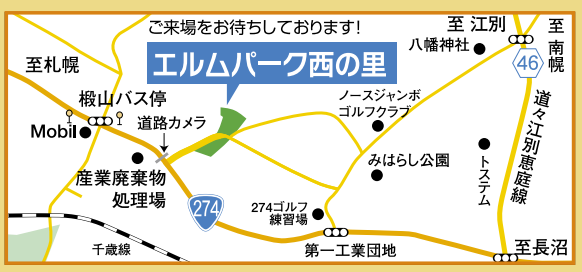 ご来場をお待ちしております!
エルムパーク西の里
至 江別
至 南幌
八幡神社
46
至札幌
椴山バス停
Mobil
道路カメラ
ノースジャンボ
ゴルフクラブ
道々江別恵庭線
みはらし公園
トステム
産業廃棄物
処理場
274
274ゴルフ
練習場
千歳線
第一工業団地
至長沼